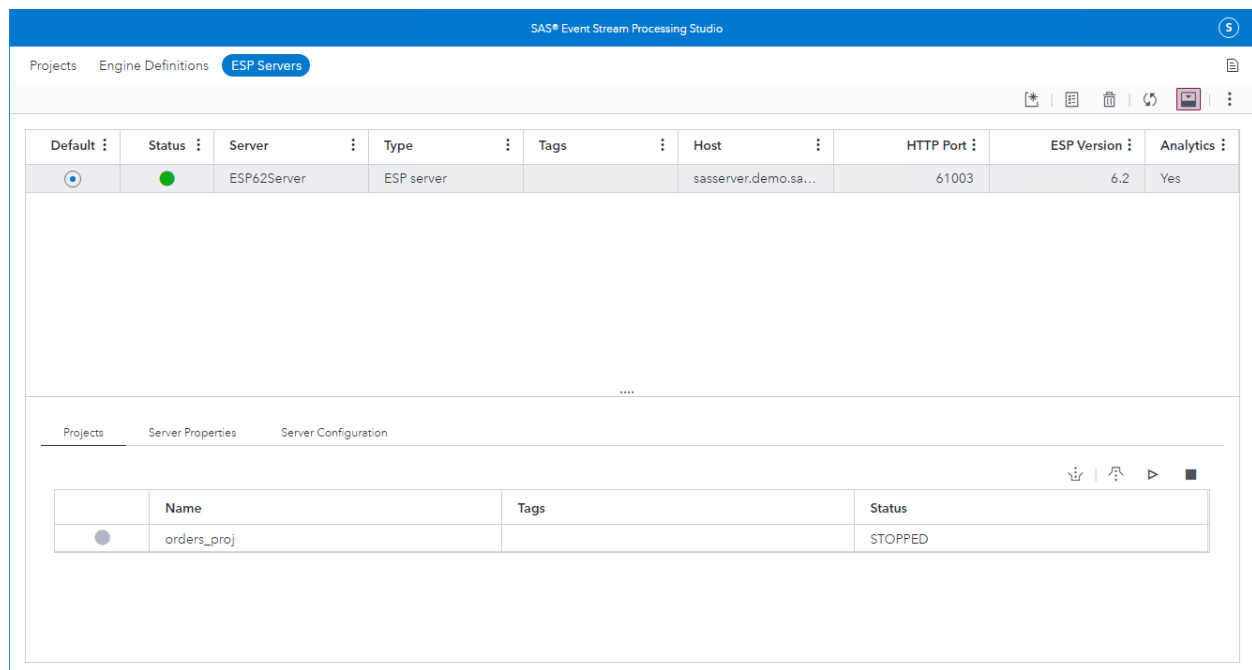 SAS® Event Stream Processing Studio S
Projects Engine Definitions ESP Servers
Default Status Server Type Tags Host HTTP Port ESP Version Analytics
ESP62Server ESP server sasserver.demo.sa... 61003 6.2 Yes
Projects Server Properties Server Configuration
Name Tags Status
orders_proj STOPPED